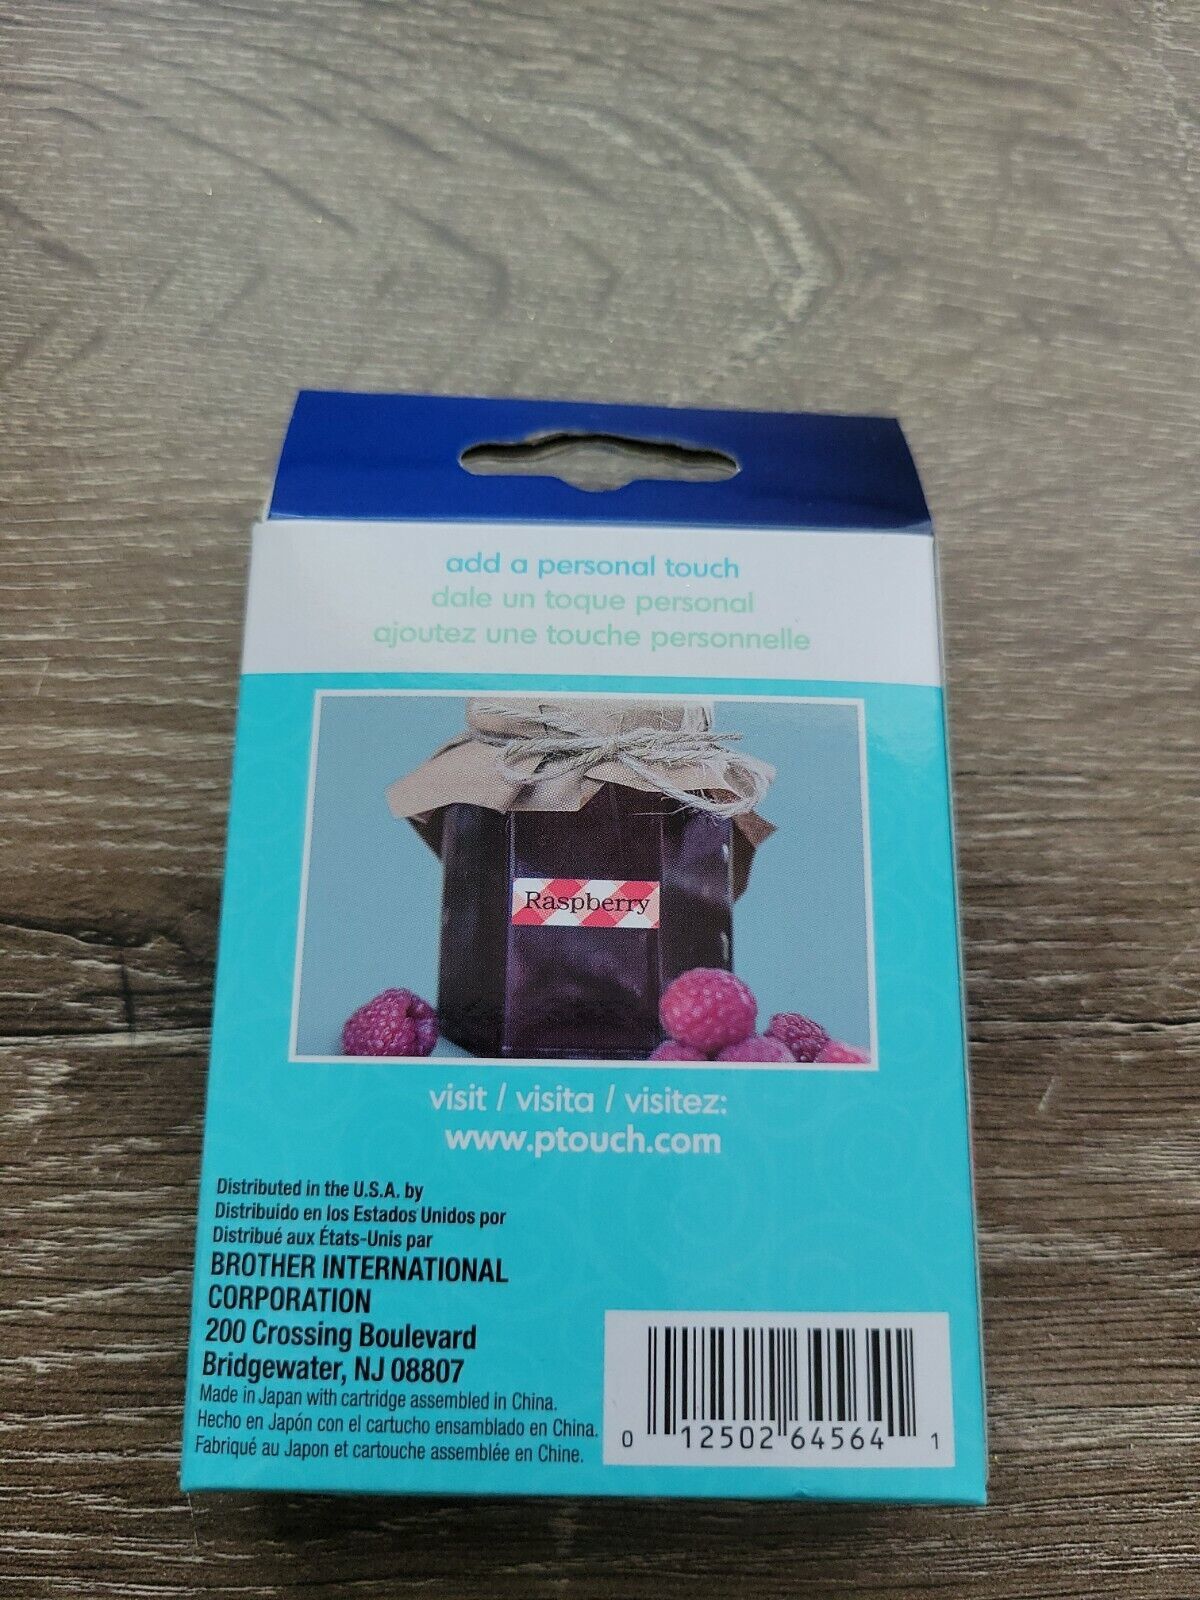 add a personal touch
dale un toque personal
ajoutez une touche personnelle
Raspberry
visit / visita / visitez:
www.ptouch.com
Distributed in the U.S.A. by
Distribuido en los Estados Unidos por
Distribué aux États-Unis par
BROTHER INTERNATIONAL
CORPORATION
200 Crossing Boulevard
Bridgewater, NJ 08807
Made in Japan with cartridge assembled in China.
Hecho en Japón con el cartucho ensamblado en China.
Fabriqué au Japon et cartouche assemblée en Chine.
0 12502 64564 1